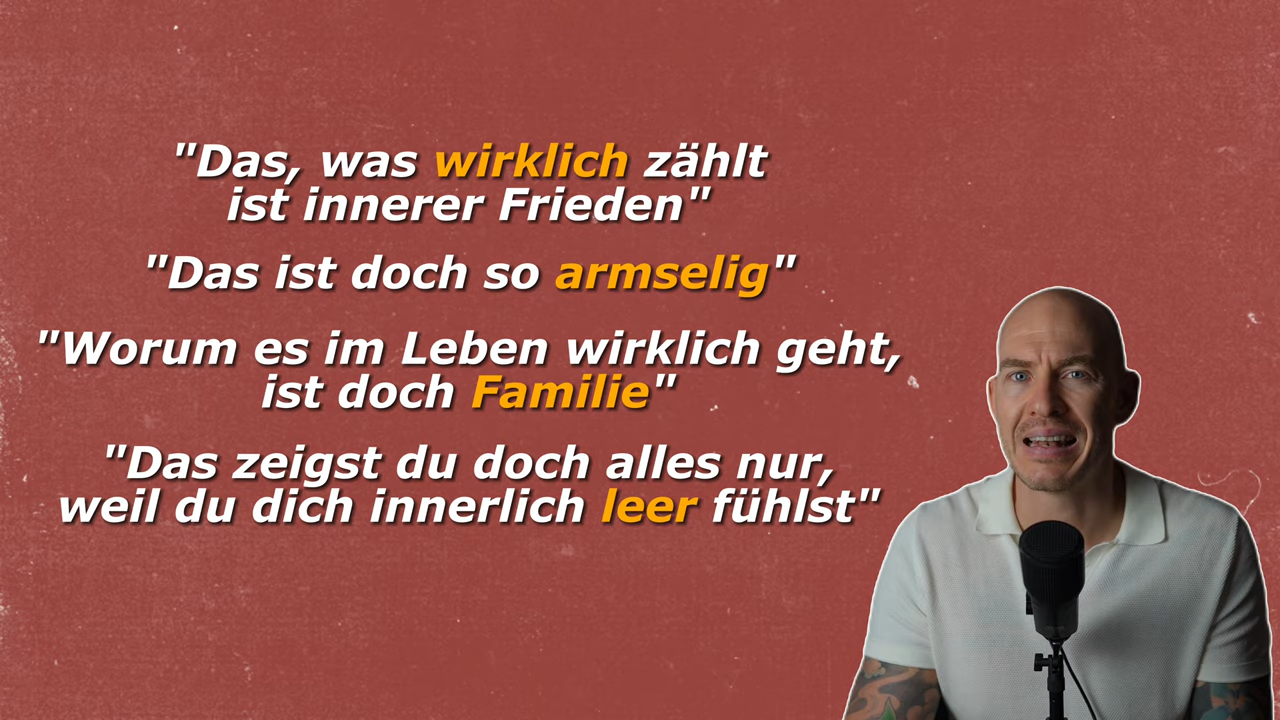 "Das, was wirklich zählt
ist innerer Frieden"
"Das ist doch so armselig"
"Worum es im Leben wirklich geht,
ist doch Familie"
"Das zeigst du doch alles nur,
weil du dich innerlich leer fühlst"